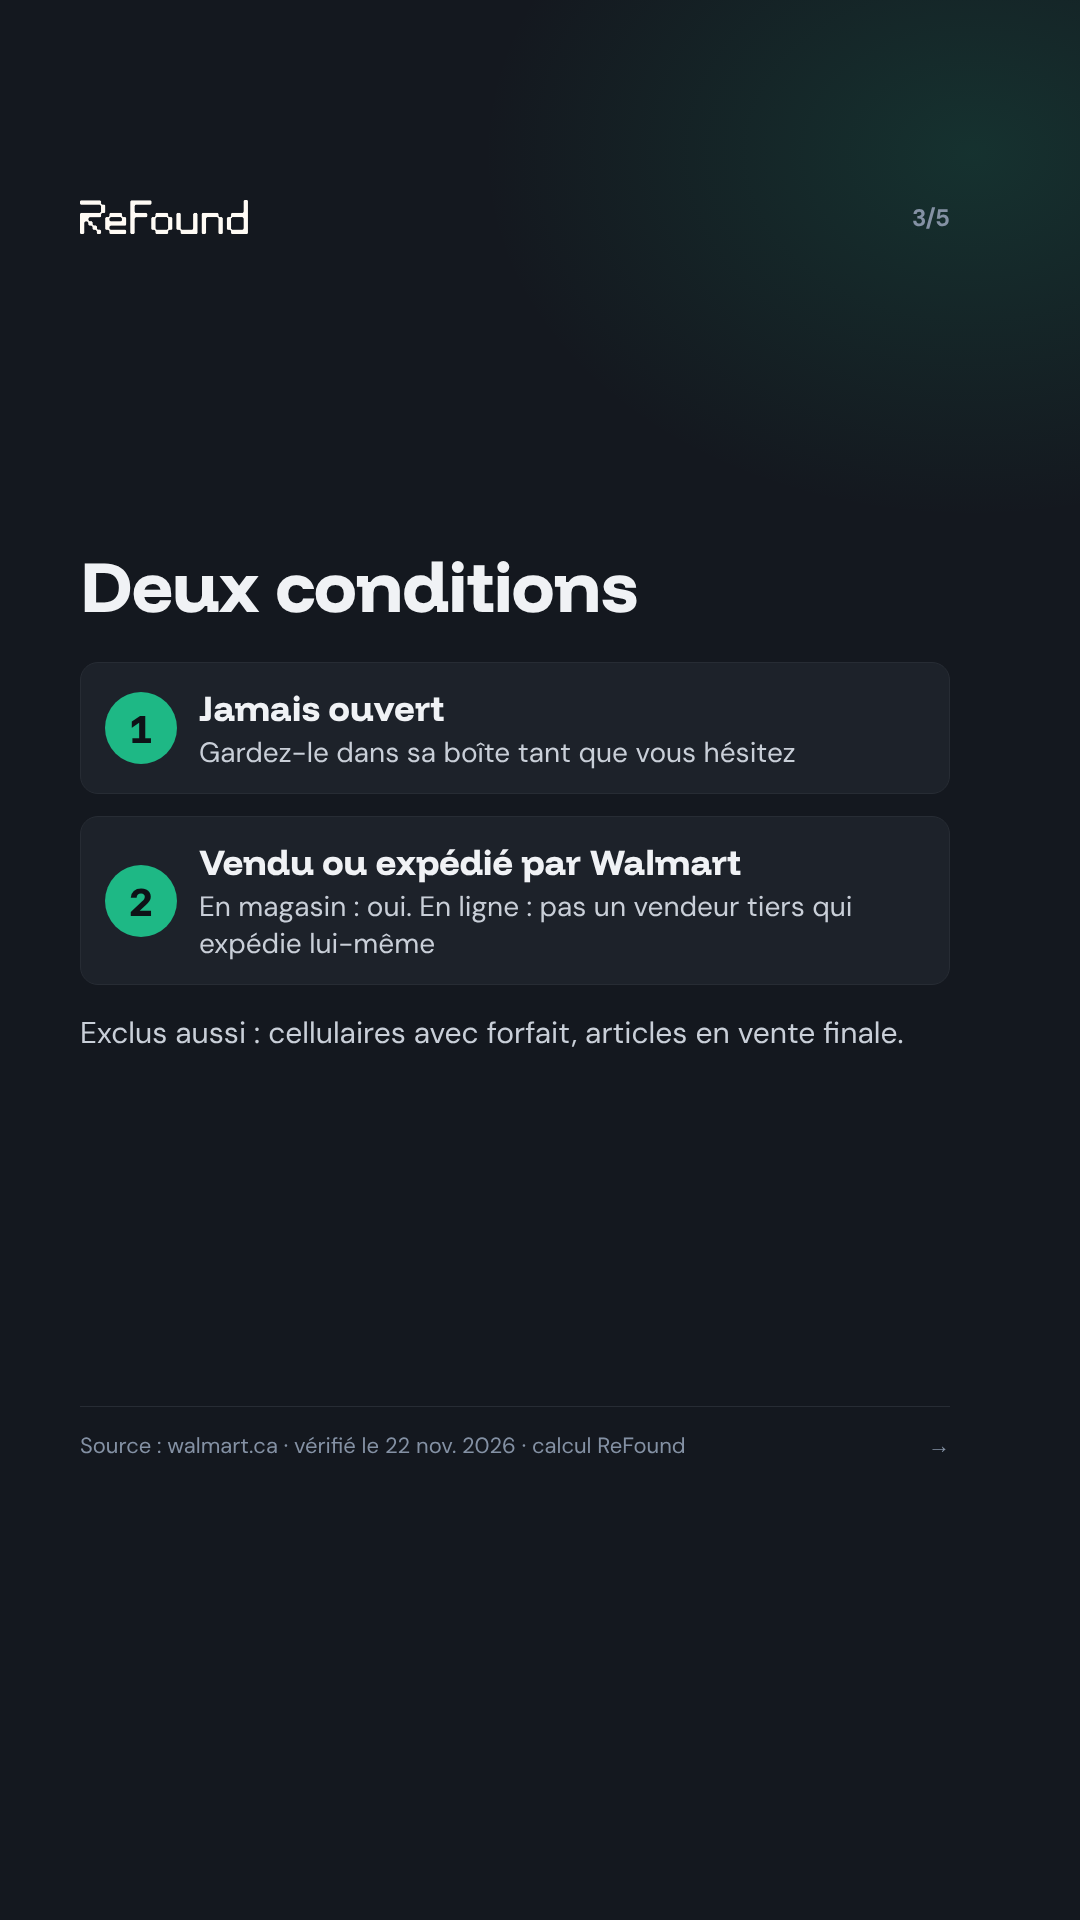 ReFound
3/5
Deux conditions
1
Jamais ouvert
Gardez-le dans sa boîte tant que vous hésitez
2
Vendu ou expédié par Walmart
En magasin : oui. En ligne : pas un vendeur tiers qui
expédie lui-même
Exclus aussi : cellulaires avec forfait, articles en vente finale.
Source : walmart.ca · vérifié le 22 nov. 2026 · calcul ReFound
→